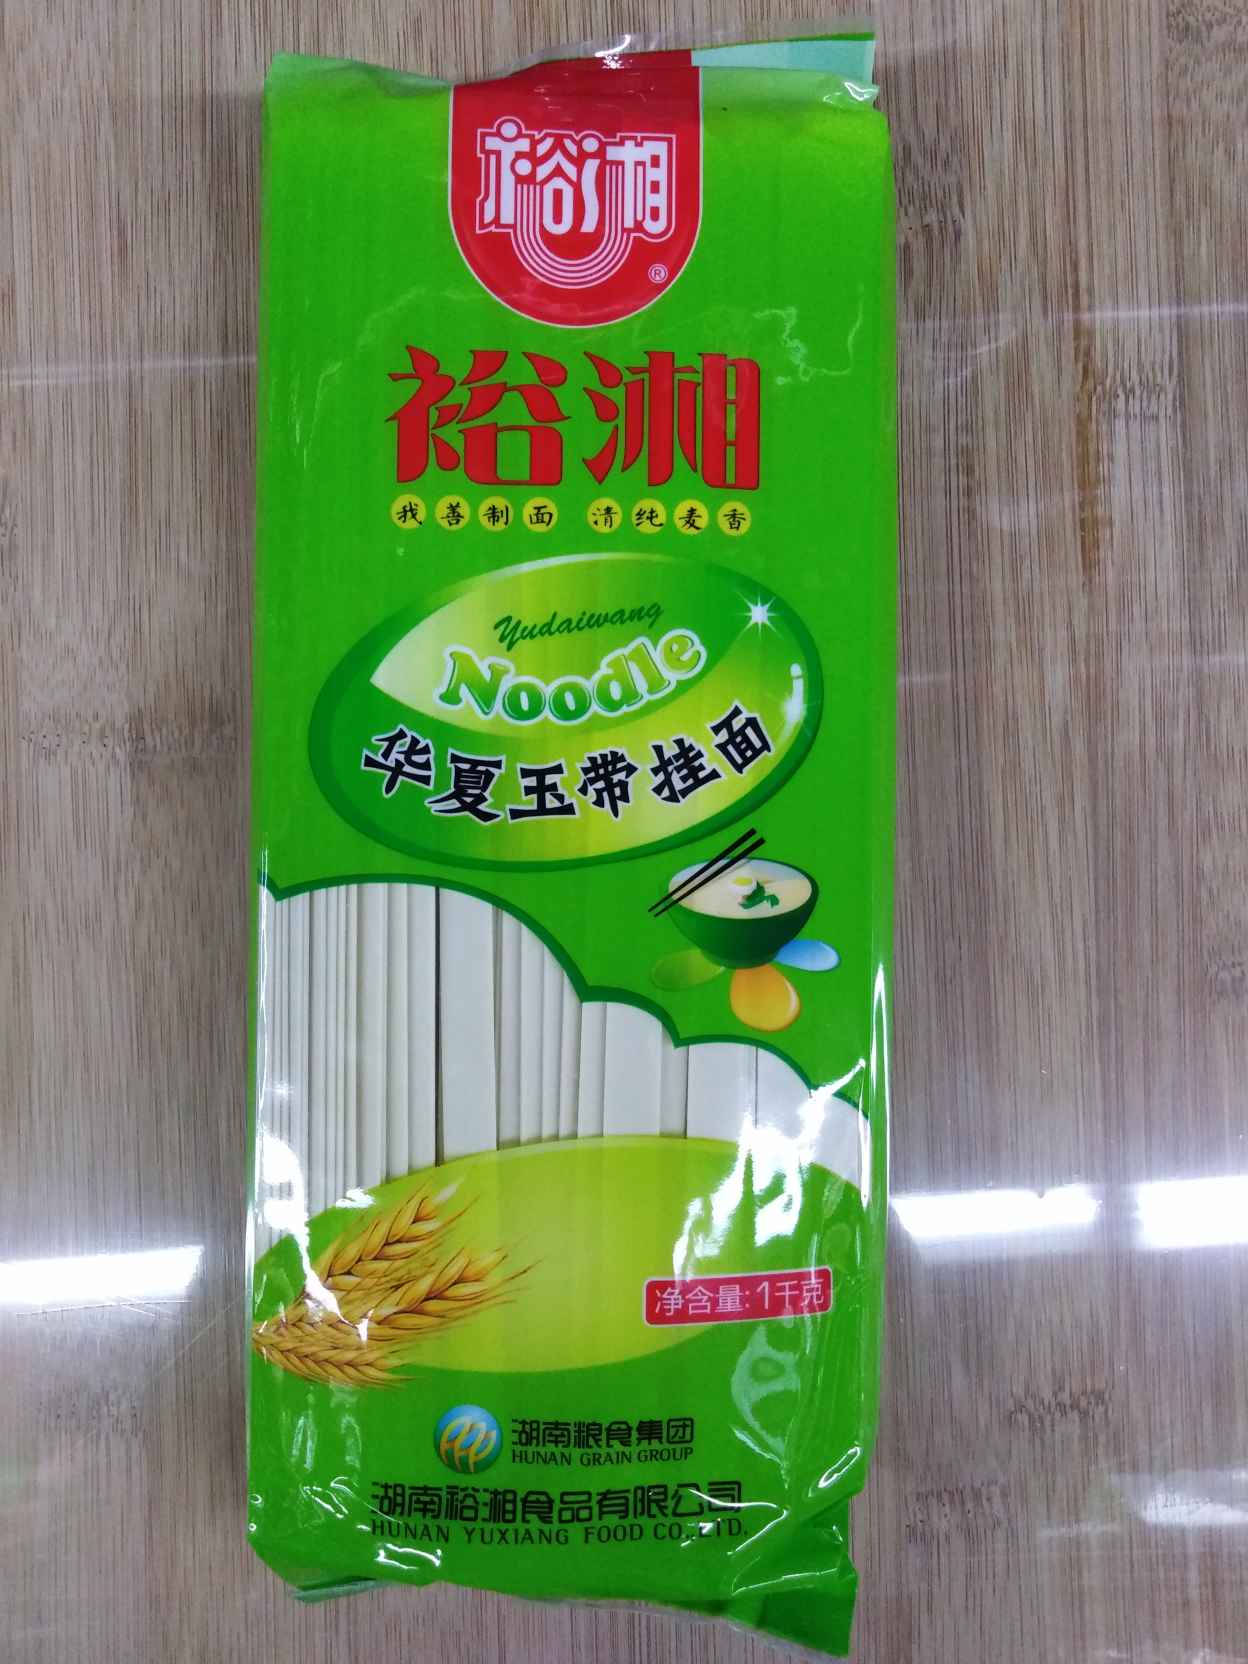 裕湘
®
裕湘
我善制面 清纯麦香
Yudaiwang
Noodle
华夏玉带挂面
净含量:1千克
湖南粮食集团
HUNAN GRAIN GROUP
湖南裕湘食品有限公司
HUNAN YUXIANG FOOD CO.,LTD.